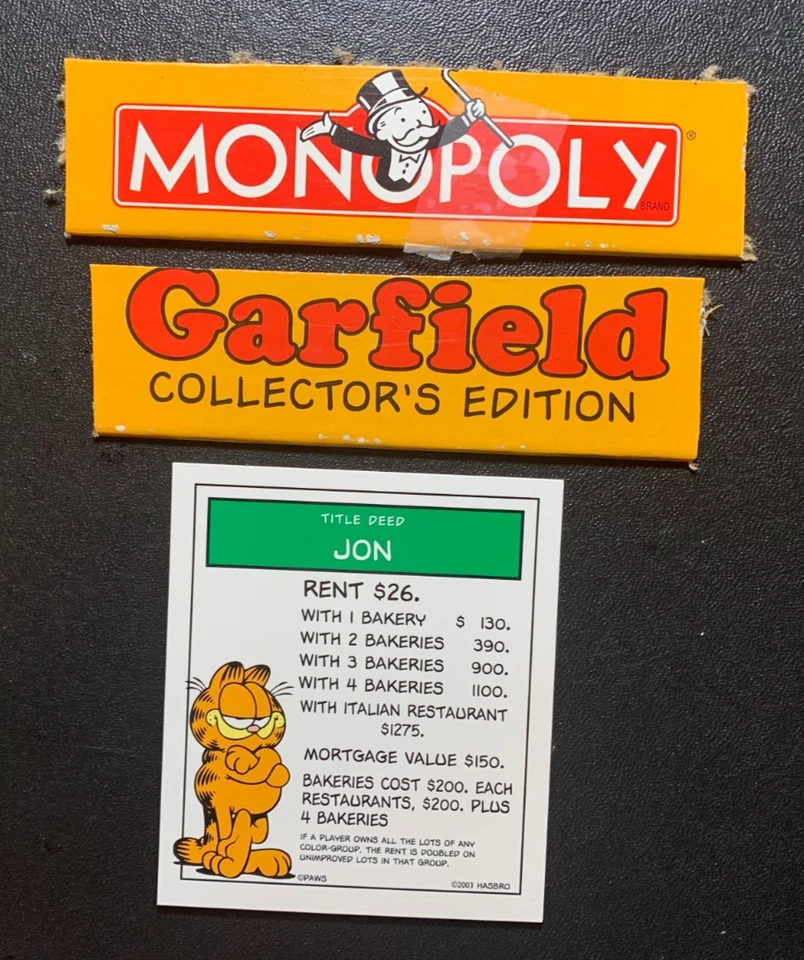 MONOPOLY®
BRAND
Garfield
COLLECTOR'S EDITION
TITLE DEED
JON
RENT $26.
WITH 1 BAKERY $ 130.
WITH 2 BAKERIES 390.
WITH 3 BAKERIES 900.
WITH 4 BAKERIES 1100.
WITH ITALIAN RESTAURANT
$1275.
MORTGAGE VALUE $150.
BAKERIES COST $200. EACH
RESTAURANTS, $200. PLUS
4 BAKERIES
IF A PLAYER OWNS ALL THE LOTS OF ANY
COLOR-GROUP, THE RENT IS DOUBLED ON
UNIMPROVED LOTS IN THAT GROUP.
©PAWS ©2003 HASBRO